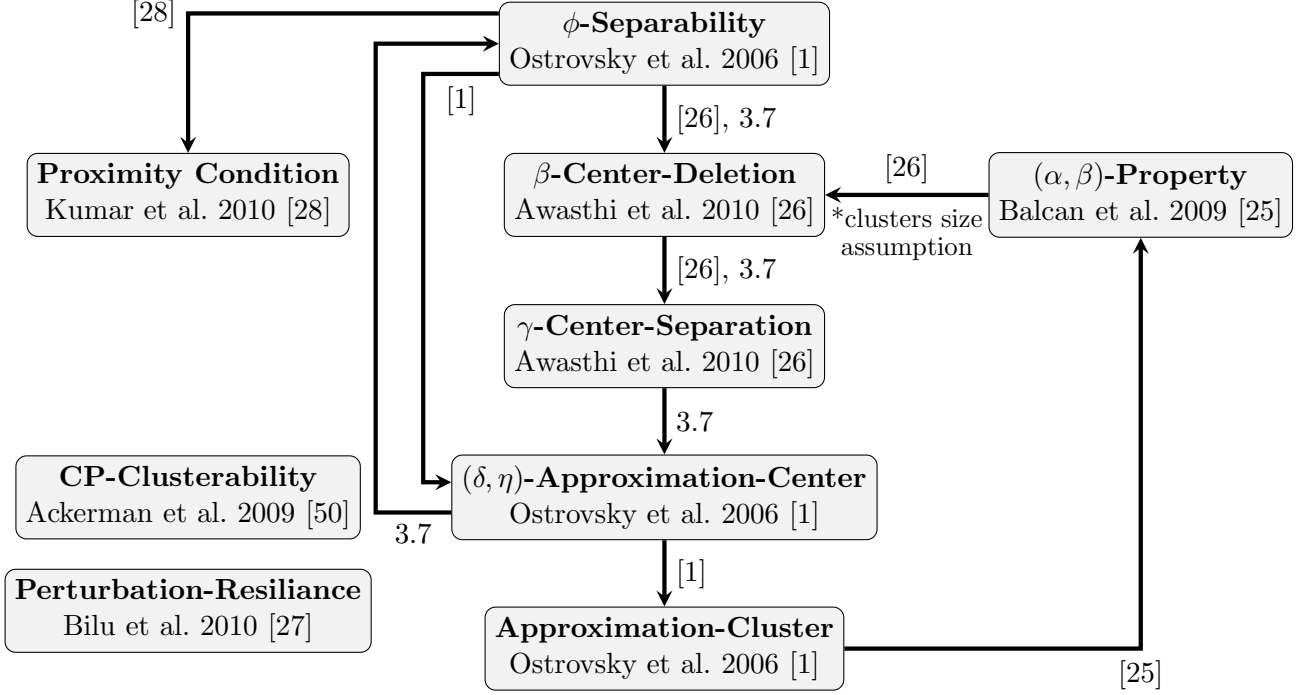 [28]
ϕ-Separability
Ostrovsky et al. 2006 [1]
[1]
[26], 3.7
Proximity Condition
Kumar et al. 2010 [28]
β-Center-Deletion
Awasthi et al. 2010 [26]
[26]
*clusters size
assumption
(α, β)-Property
Balcan et al. 2009 [25]
[26], 3.7
γ-Center-Separation
Awasthi et al. 2010 [26]
3.7
CP-Clusterability
Ackerman et al. 2009 [50]
(δ, η)-Approximation-Center
Ostrovsky et al. 2006 [1]
3.7
[1]
Perturbation-Resiliance
Bilu et al. 2010 [27]
Approximation-Cluster
Ostrovsky et al. 2006 [1]
[25]